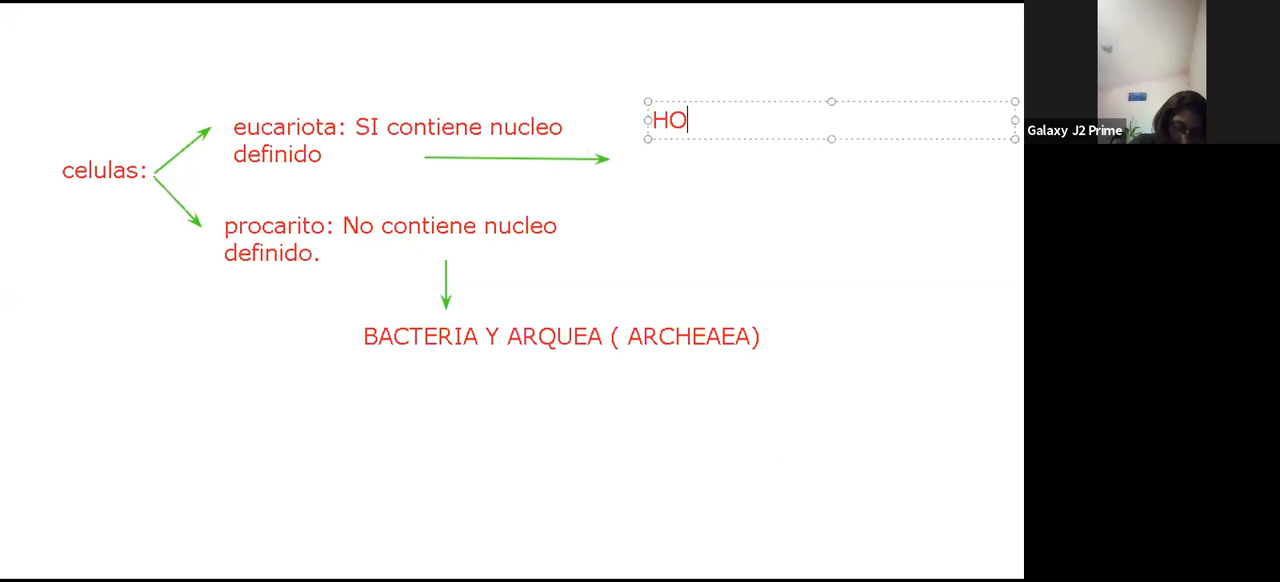 HO
eucariota: SI contiene nucleo
definido
celulas:
procarito: No contiene nucleo
definido.
BACTERIA Y ARQUEA ( ARCHEAEA)
Galaxy J2 Prime